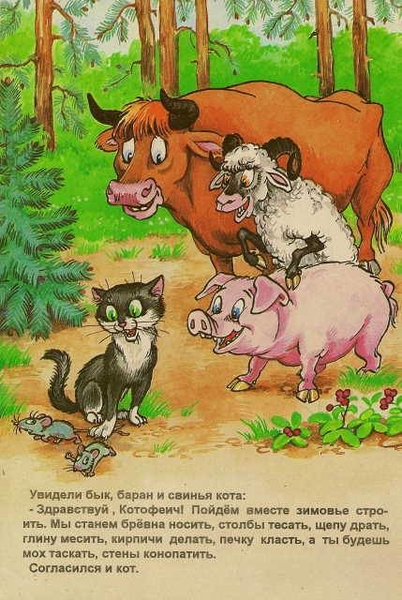 Увидели бык, баран и свинья кота:
- Здравствуй , Котофеич! Пойдём вместе зимовье стро-
ить. Мы станем брёвна носить, столбы тесать, щепу драть,
глину месить, кирпичи делать, печку класть, а ты будешь
мох таскать, стены конопатить.
Согласился и кот.